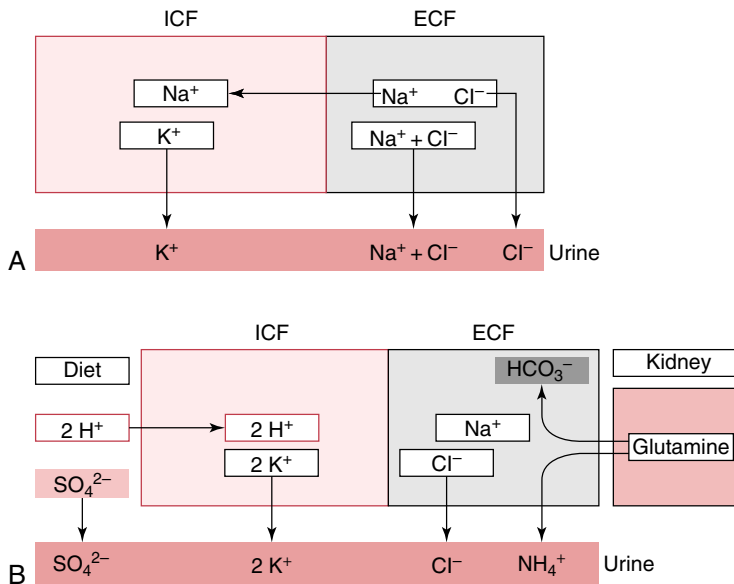 ICF ECF
Na⁺ Na⁺ Cl⁻
K⁺ Na⁺ + Cl⁻
K⁺ Na⁺ + Cl⁻ Cl⁻ Urine
A
ICF ECF
Diet HCO₃⁻ Kidney
2 H⁺ 2 H⁺ Na⁺ Glutamine
2 K⁺ Cl⁻
SO₄²⁻
SO₄²⁻ 2 K⁺ Cl⁻ NH₄⁺ Urine
B